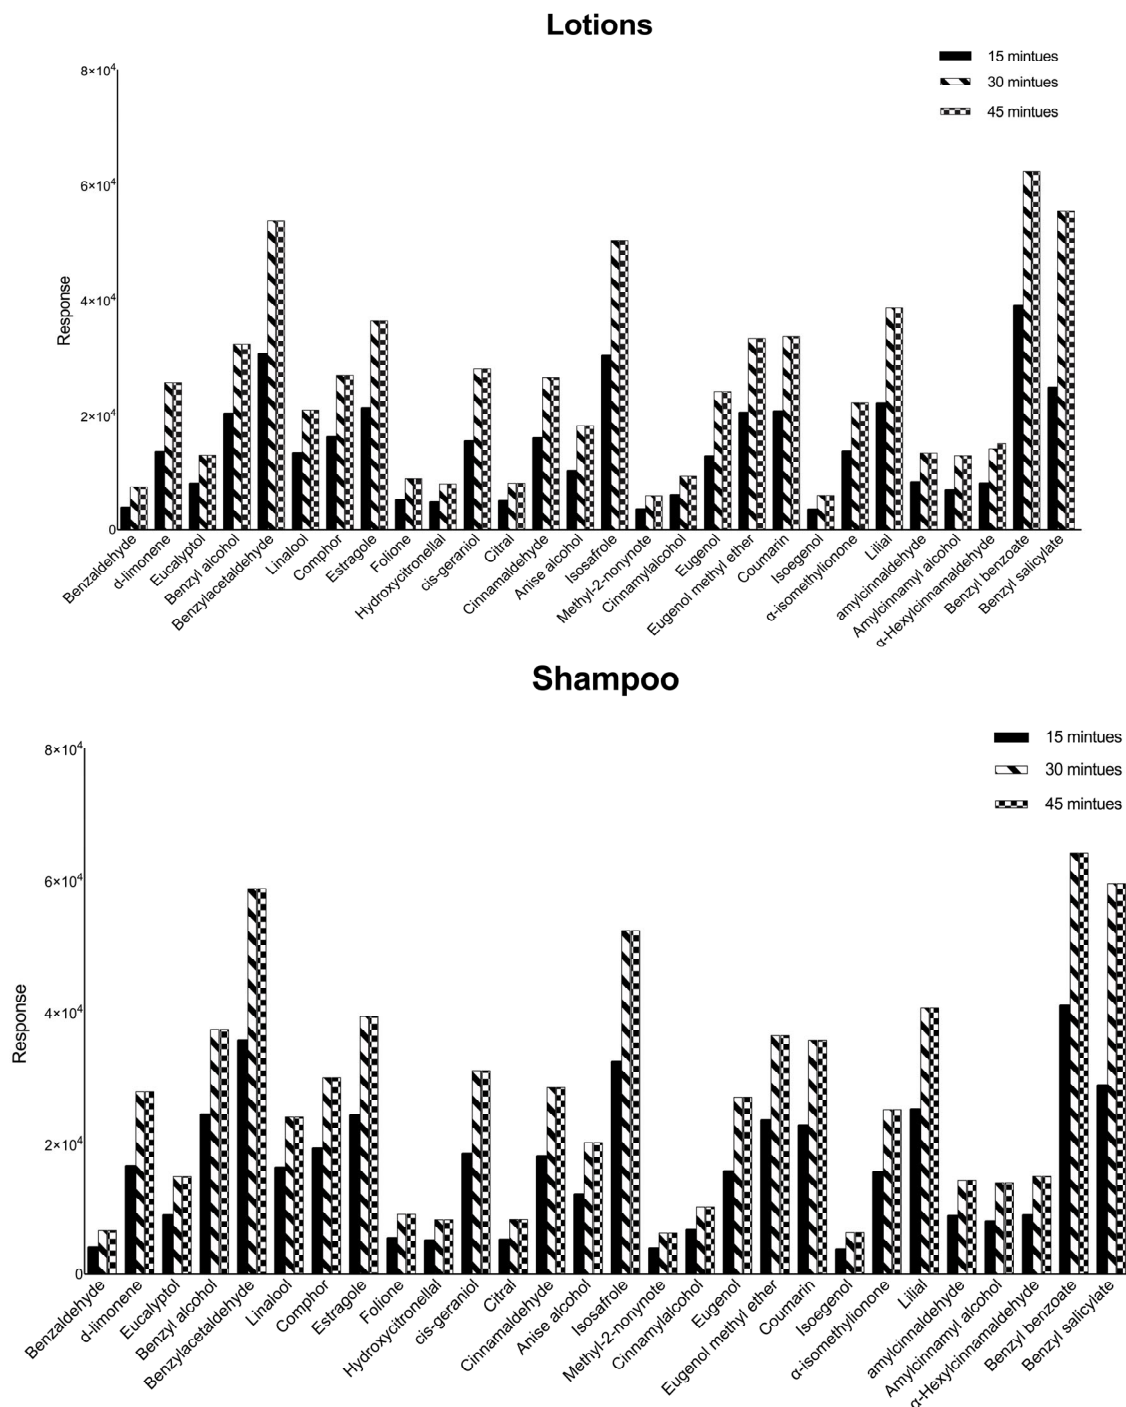 Lotions
15 mintues
30 mintues
45 mintues
8×10⁴
6×10⁴
4×10⁴
2×10⁴
0
Response
Benzaldehyde
d-limonene
Eucalyptol
Benzyl alcohol
Benzylacetaldehyde
Linalool
Comphor
Estragole
Folione
Hydroxycitronellal
cis-geraniol
Citral
Cinnamaldehyde
Anise alcohol
Isosafrole
Methyl-2-nonynote
Cinnamylalcohol
Eugenol
Eugenol methyl ether
Coumarin
Isoegenol
α-isomethylionone
Lilial
amylcinnaldehyde
Amylcinnamyl alcohol
α-Hexylcinnamaldehyde
Benzyl benzoate
Benzyl salicylate
Shampoo
15 mintues
30 mintues
45 mintues
8×10⁴
6×10⁴
4×10⁴
2×10⁴
0
Response
Benzaldehyde
d-limonene
Eucalyptol
Benzyl alcohol
Benzylacetaldehyde
Linalool
Comphor
Estragole
Folione
Hydroxycitronellal
cis-geraniol
Citral
Cinnamaldehyde
Anise alcohol
Isosafrole
Methyl-2-nonynote
Cinnamylalcohol
Eugenol
Eugenol methyl ether
Coumarin
Isoegenol
α-isomethylionone
Lilial
amylcinnaldehyde
Amylcinnamyl alcohol
α-Hexylcinnamaldehyde
Benzyl benzoate
Benzyl salicylate